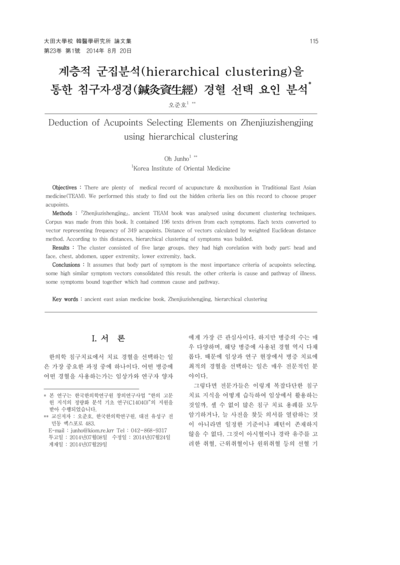 大田大學校 韓醫學硏究所 論文集
115
第23卷 第1號 2014年 8月 20日
계층적 군집분석(hierarchical clustering)을
통한 침구자생경(鍼灸資生經) 경혈 선택 요인 분석*
오준호1 **
Deduction of Acupoints Selecting Elements on Zhenjiuzishengjing
using hierarchical clustering
Oh Junho1 **
1Korea Institute of Oriental Medicine
Objectives : There are plenty of medical record of acupuncture & moxibustion in Traditional East Asian
medicine(TEAM). We performed this study to find out the hidden criteria lies on this record to choose proper
acupoints.
Methods : 『Zhenjiuzishengjing』, ancient TEAM book was analysed using document clustering techniques.
Corpus was made from this book. It contained 196 texts driven from each symptoms. Each texts converted to
vector representing frequency of 349 acupoints. Distance of vectors calculated by weighted Euclidean distance
method. According to this distances, hierarchical clustering of symptoms was builded.
Results : The cluster consisted of five large groups. they had high corelation with body part; head and
face, chest, abdomen, upper extremity, lower extremity, back.
Conclusions : It assumes that body part of symptom is the most importance criteria of acupoints selecting.
some high similar symptom vectors consolidated this result. the other criteria is cause and pathway of illness.
some symptoms bound together which had common cause and pathway.
Key words : ancient east asian medicine book, Zhenjiuzishengjing, hierarchical clustering
I. 서 론
한의학 침구치료에서 치료 경혈을 선택하는 일
은 가장 중요한 과정 중에 하나이다. 어떤 병증에
어떤 경혈을 사용하는가는 임상가와 연구자 양자
* 본 연구는 한국한의학연구원 창의연구사업 “한의 고문
헌 지식의 정량화 분석 기초 연구(C14040)”의 지원을
받아 수행되었습니다.
** 교신저자 : 오준호, 한국한의학연구원, 대전 유성구 전
민동 엑스포로 483.
E-mail : junho@kiom.re.krr Tel : 042-868-9317
투고일 : 2014년07월08일 수정일 : 2014년07월24일
게재일 : 2014년07월29일
에게 가장 큰 관심사이다. 하지만 병증의 수는 매
우 다양하며, 해당 병증에 사용된 경혈 역시 다채
롭다. 때문에 임상과 연구 현장에서 병증 치료에
최적의 경혈을 선택하는 일은 매우 전문적인 분
야이다.
그렇다면 전문가들은 이렇게 복잡다단한 침구
치료 지식을 어떻게 습득하여 임상에서 활용하는
것일까. 셀 수 없이 많은 침구 치료 용례를 모두
암기하거나, 늘 사전을 찾듯 의서를 열람하는 것
이 아니라면 일정한 기준이나 패턴이 존재하지
않을 수 없다. 그것이 아시혈이나 경락 유주를 고
려한 취혈, 근위취혈이나 원위취혈 등의 선혈 기